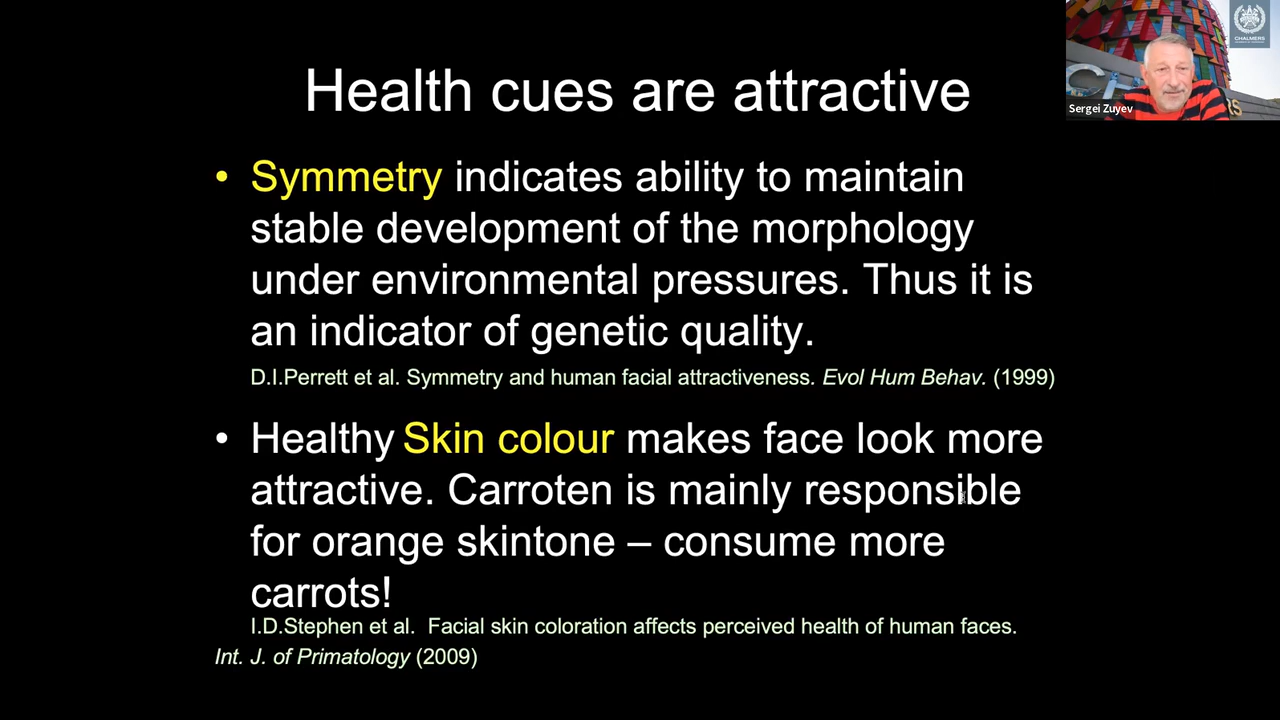 Health cues are attractive
• Symmetry indicates ability to maintain
stable development of the morphology
under environmental pressures. Thus it is
an indicator of genetic quality.
D.I.Perrett et al. Symmetry and human facial attractiveness. Evol Hum Behav. (1999)
• Healthy Skin colour makes face look more
attractive. Carroten is mainly responsible
for orange skintone – consume more
carrots!
I.D.Stephen et al. Facial skin coloration affects perceived health of human faces.
Int. J. of Primatology (2009)
CHALMERS
Sergei Zuyev